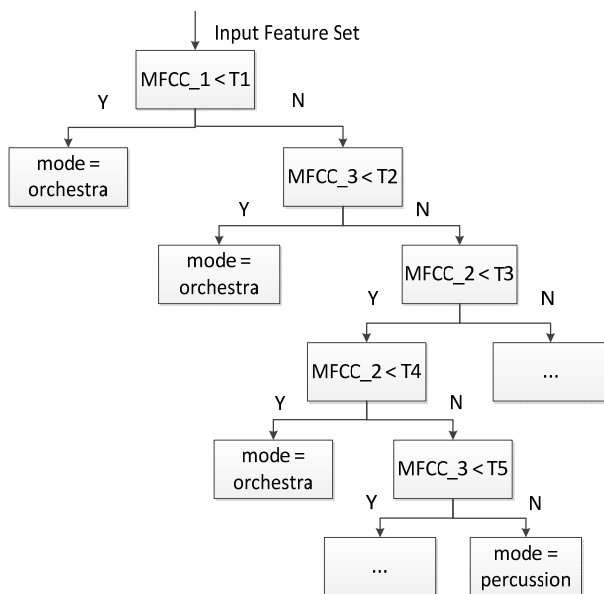 Input Feature Set
MFCC_1 < T1
Y
N
mode =
orchestra
MFCC_3 < T2
Y
N
mode =
orchestra
MFCC_2 < T3
Y
N
MFCC_2 < T4
...
Y
N
mode =
orchestra
MFCC_3 < T5
Y
N
...
mode =
percussion